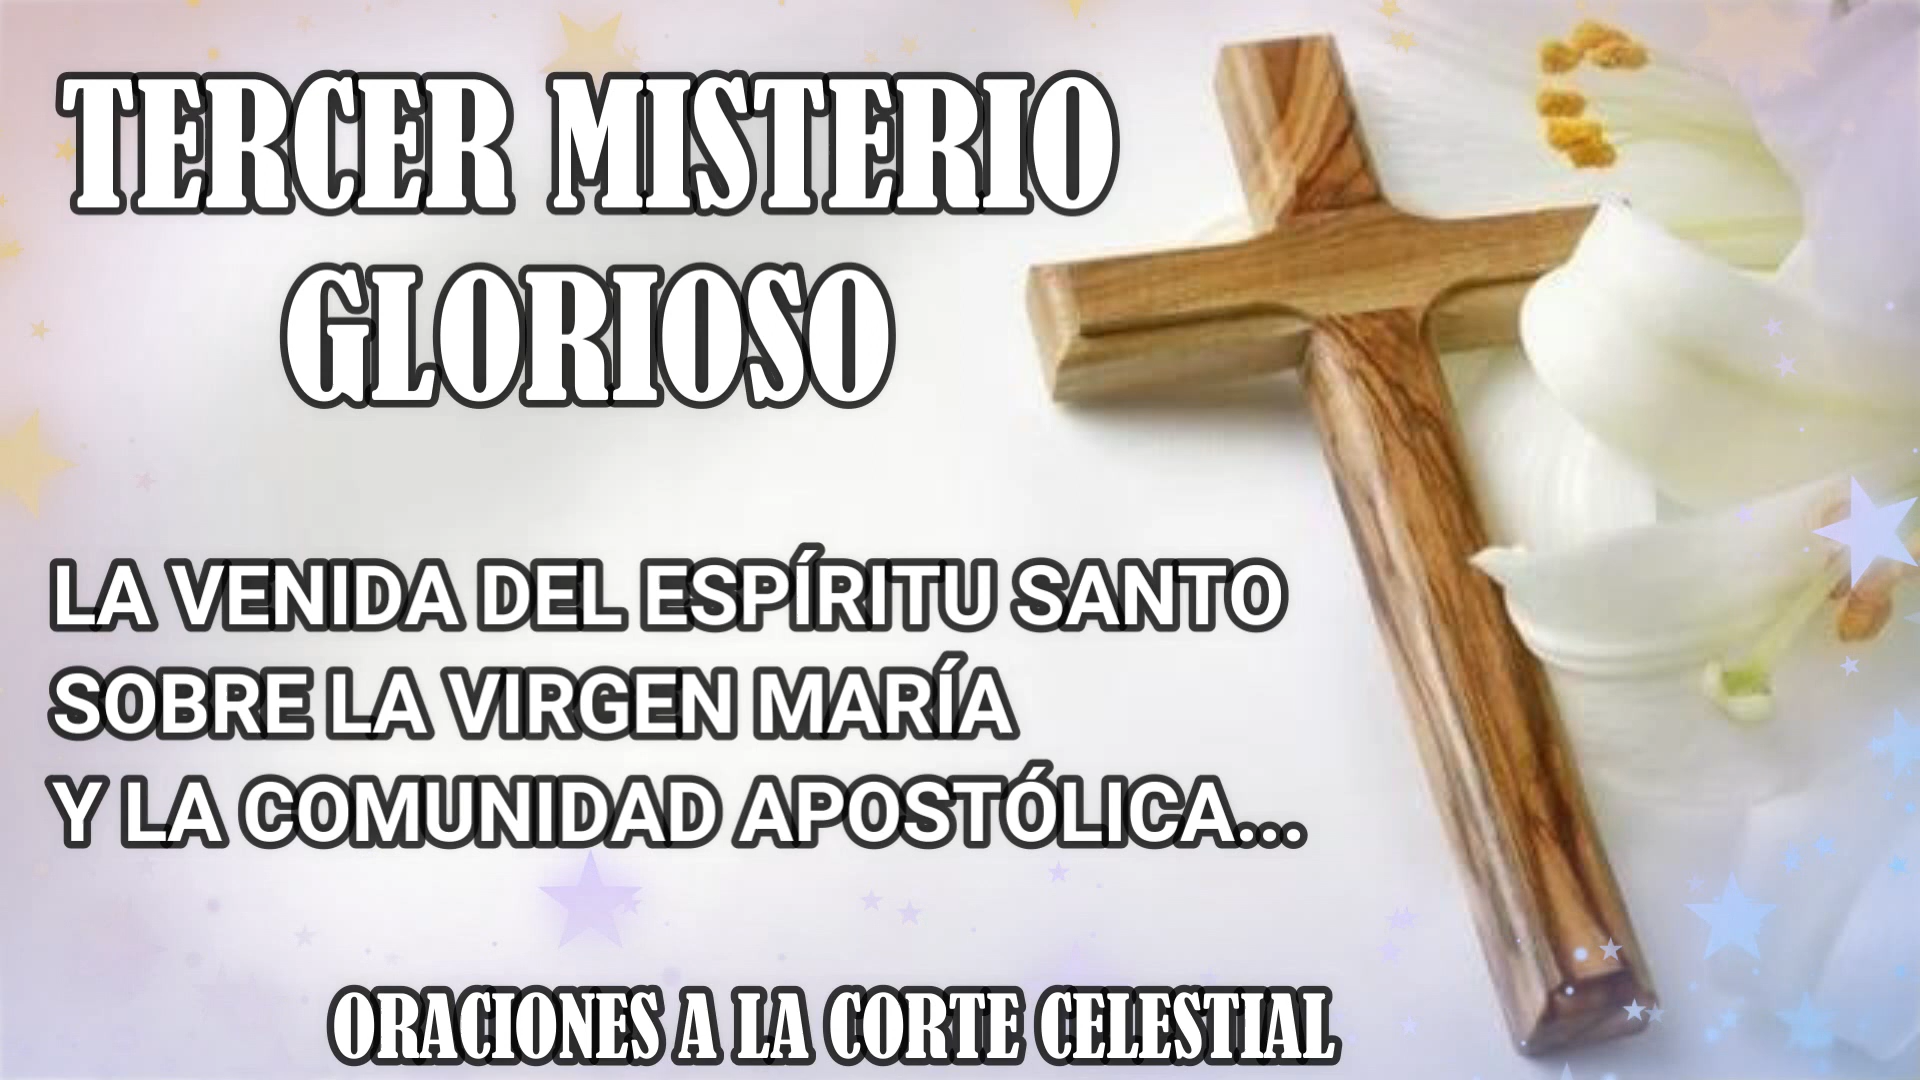 TERCER MISTERIO
GLORIOSO
LA VENIDA DEL ESPÍRITU SANTO
SOBRE LA VIRGEN MARÍA
Y LA COMUNIDAD APOSTÓLICA...
ORACIONES A LA CORTE CELESTIAL